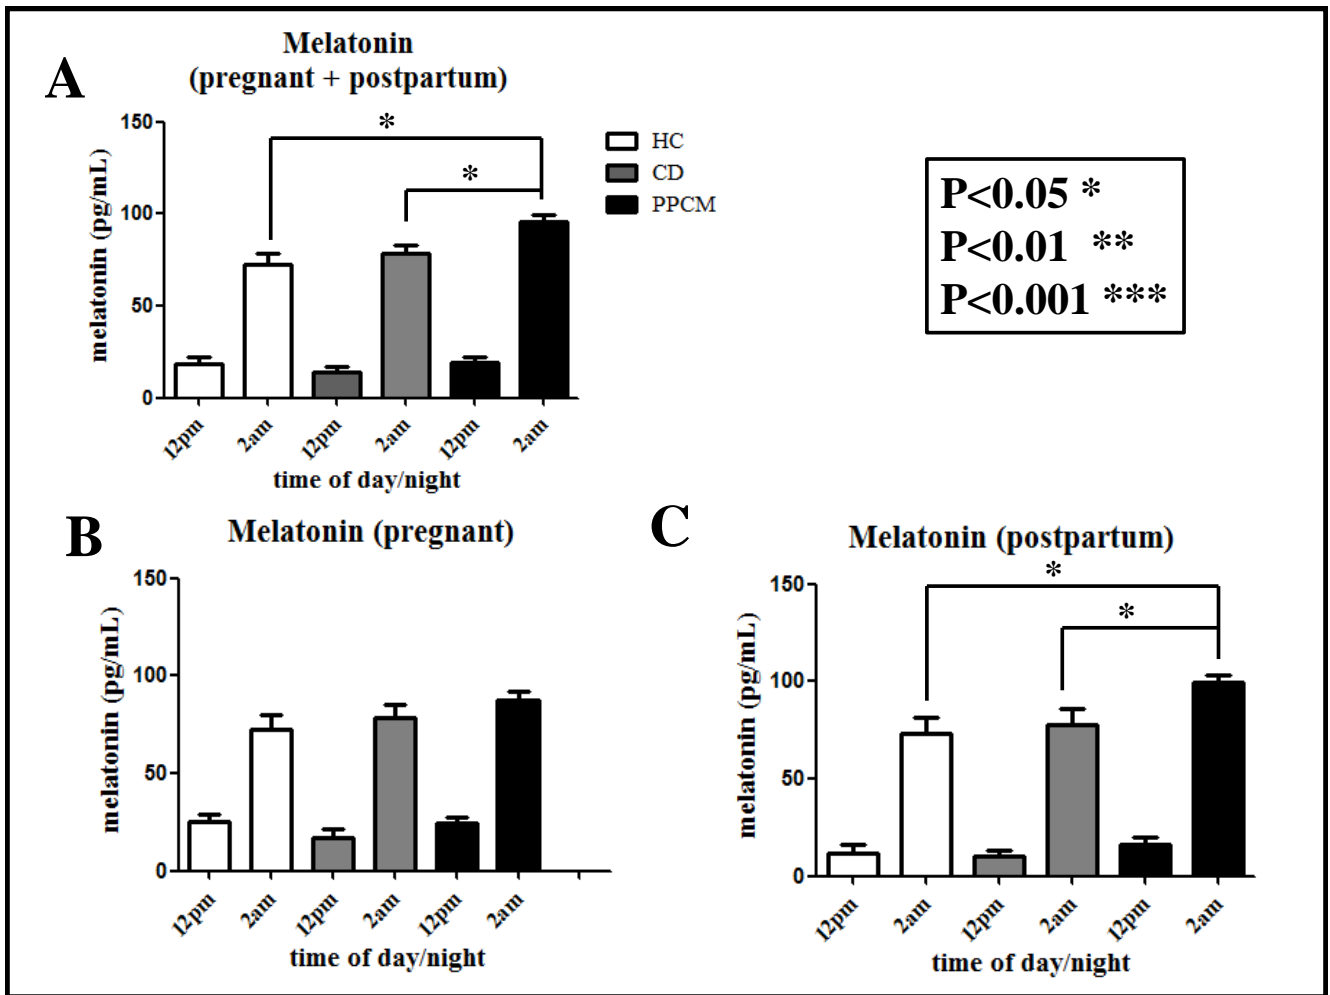 A
Melatonin
(pregnant + postpartum)
melatonin (pg/mL)
150
100
50
0
*
*
12pm
2am
12pm
2am
12pm
2am
time of day/night
HC
CD
PPCM
P<0.05 *
P<0.01 **
P<0.001 ***
B
Melatonin (pregnant)
melatonin (pg/mL)
150
100
50
0
12pm
2am
12pm
2am
12pm
2am
time of day/night
C
Melatonin (postpartum)
melatonin (pg/mL)
150
100
50
0
*
*
12pm
2am
12pm
2am
12pm
2am
time of day/night